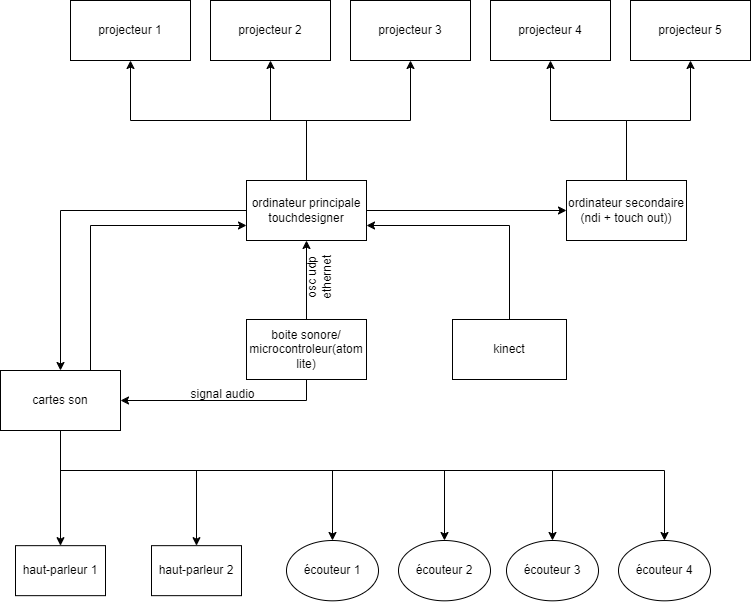 projecteur 1
projecteur 2
projecteur 3
projecteur 4
projecteur 5
ordinateur principale
touchdesigner
ordinateur secondaire
(ndi + touch out))
osc udp
ethernet
boite sonore/
microcontroleur(atom
lite)
kinect
cartes son
signal audio
haut-parleur 1
haut-parleur 2
écouteur 1
écouteur 2
écouteur 3
écouteur 4